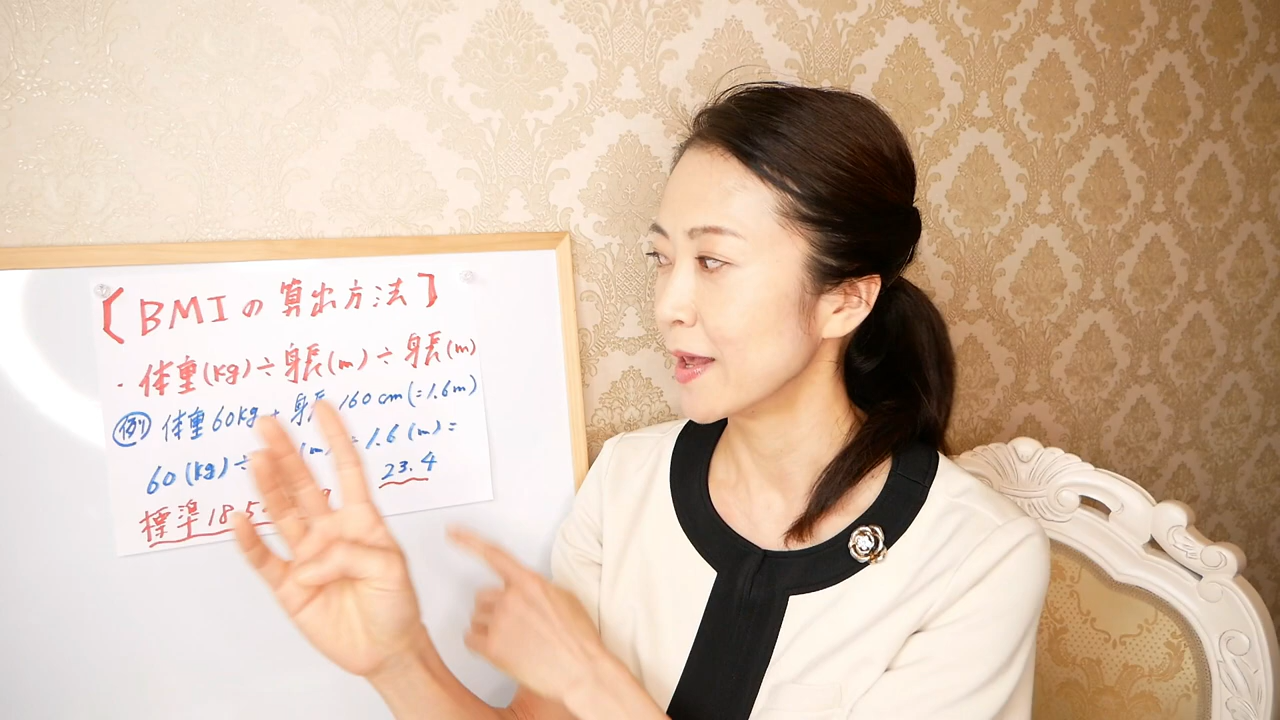 【BMIの算出方法】
・体重(kg)÷身長(m)÷身長(m)
例 体重60kg 身長160cm(=1.6m)
60(kg)÷ (m) 1.6(m)=
23.4
標準18.5